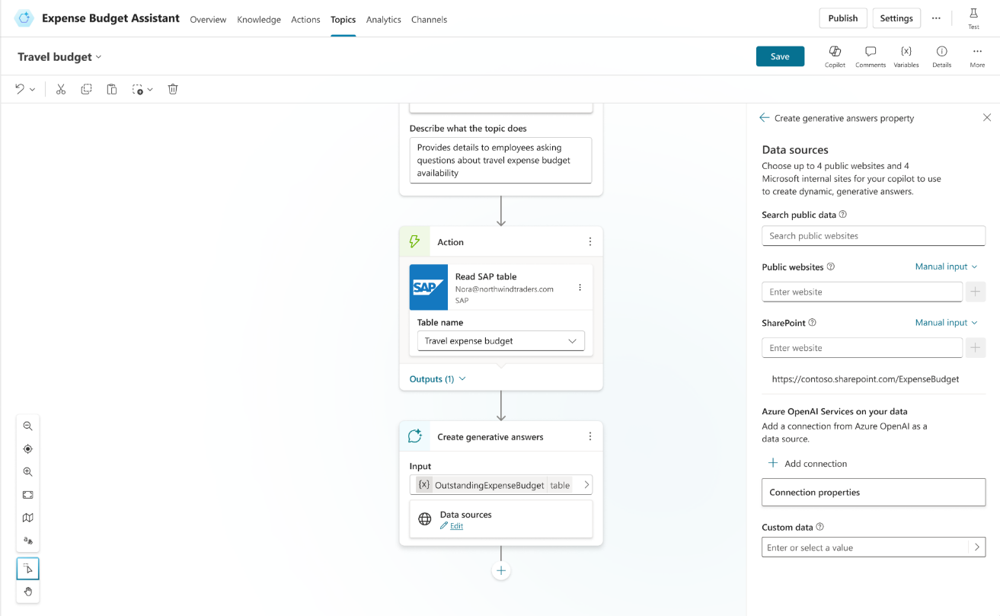 Expense Budget Assistant
Overview
Knowledge
Actions
Topics
Analytics
Channels
Publish
Settings
Test
Travel budget
Save
Copilot
Comments
{x}
Variables
Details
More
Describe what the topic does
Provides details to employees asking
questions about travel expense budget
availability
Action
SAP
Read SAP table
Nora@northwindtraders.com
SAP
Table name
Travel expense budget
Outputs (1)
Create generative answers
Input
{x} OutstandingExpenseBudget table
Data sources
Edit
Create generative answers property
Data sources
Choose up to 4 public websites and 4
Microsoft internal sites for your copilot to use
to create dynamic, generative answers.
Search public data
Search public websites
Public websites
Manual input
Enter website
SharePoint
Manual input
Enter website
https://contoso.sharepoint.com/ExpenseBudget
Azure OpenAI Services on your data
Add a connection from Azure OpenAI as a
data source.
Add connection
Connection properties
Custom data
Enter or select a value